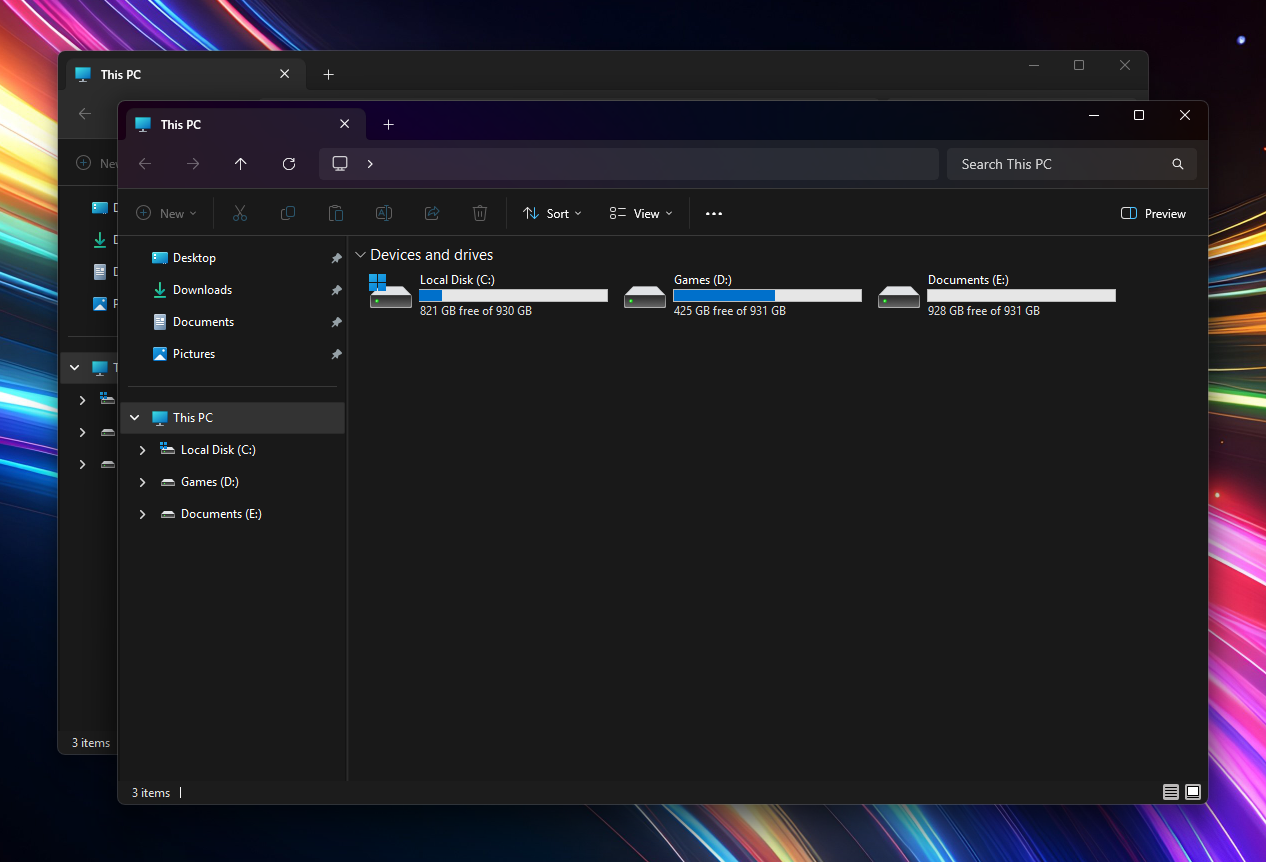 This PC
New
3 items
This PC
Search This PC
New
Sort
View
Preview
Desktop
Downloads
Documents
Pictures
This PC
Local Disk (C:)
Games (D:)
Documents (E:)
Devices and drives
Local Disk (C:)
821 GB free of 930 GB
Games (D:)
425 GB free of 931 GB
Documents (E:)
928 GB free of 931 GB
3 items